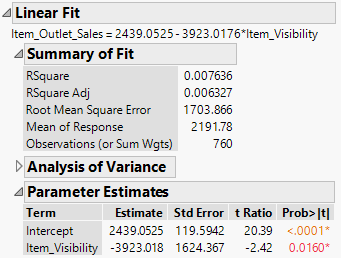 Linear Fit
Item_Outlet_Sales = 2439.0525 - 3923.0176*Item_Visibility
Summary of Fit
RSquare 0.007636
RSquare Adj 0.006327
Root Mean Square Error 1703.866
Mean of Response 2191.78
Observations (or Sum Wgts) 760
Analysis of Variance
Parameter Estimates
Term Estimate Std Error t Ratio Prob>|t|
Intercept 2439.0525 119.5942 20.39 <.0001*
Item_Visibility -3923.018 1624.367 -2.42 0.0160*